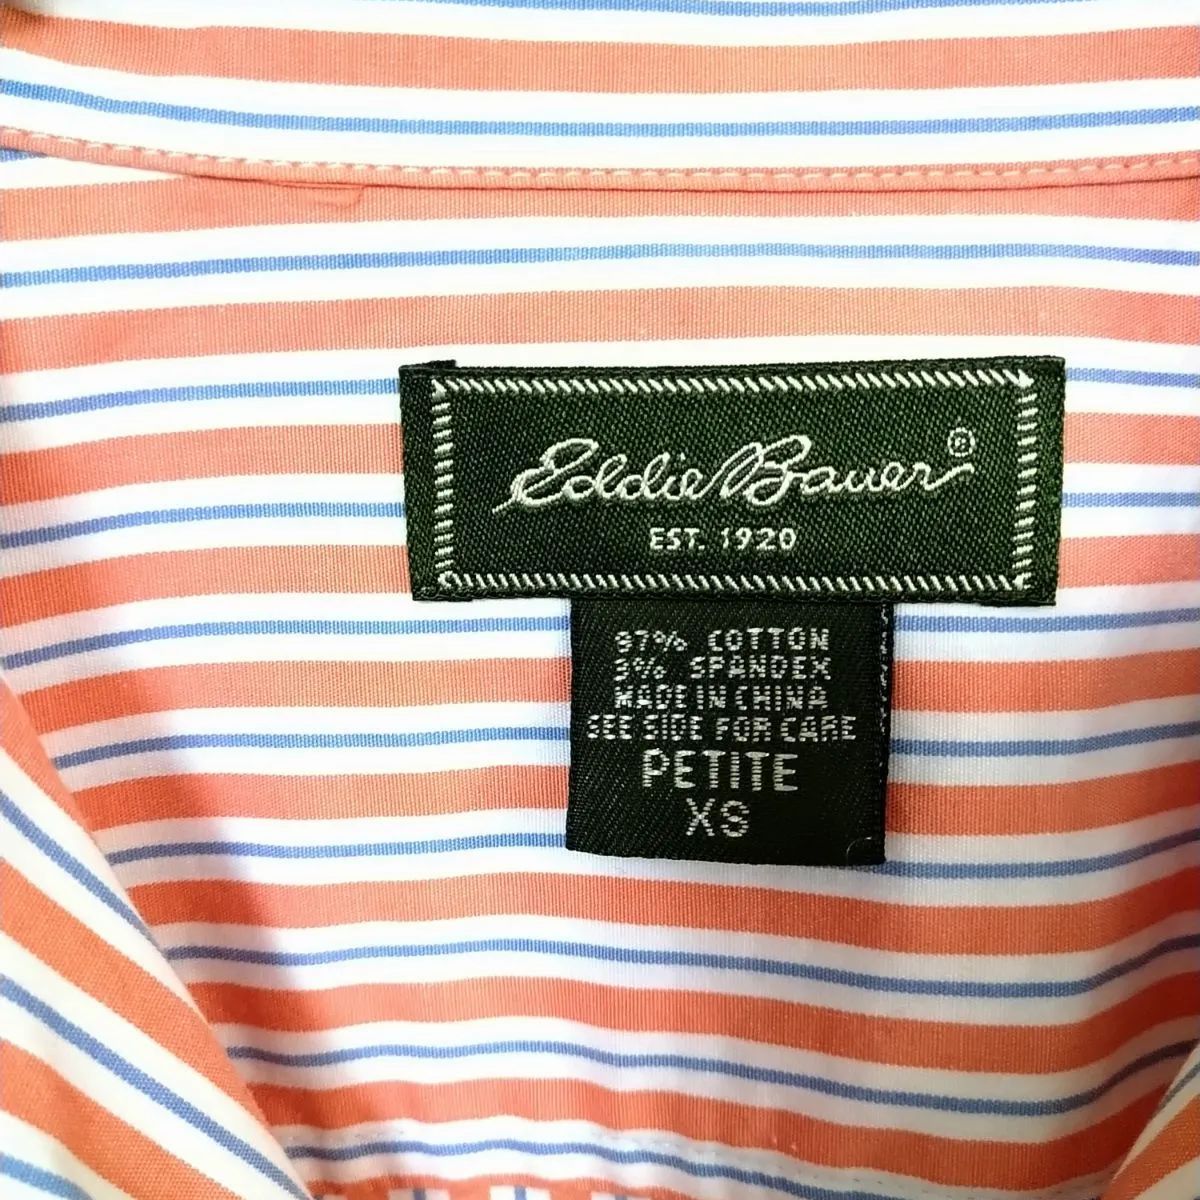 Eddie Bauer®
EST. 1920
97% COTTON
3% SPANDEX
MADE IN CHINA
SEE SIDE FOR CARE
PETITE
XS